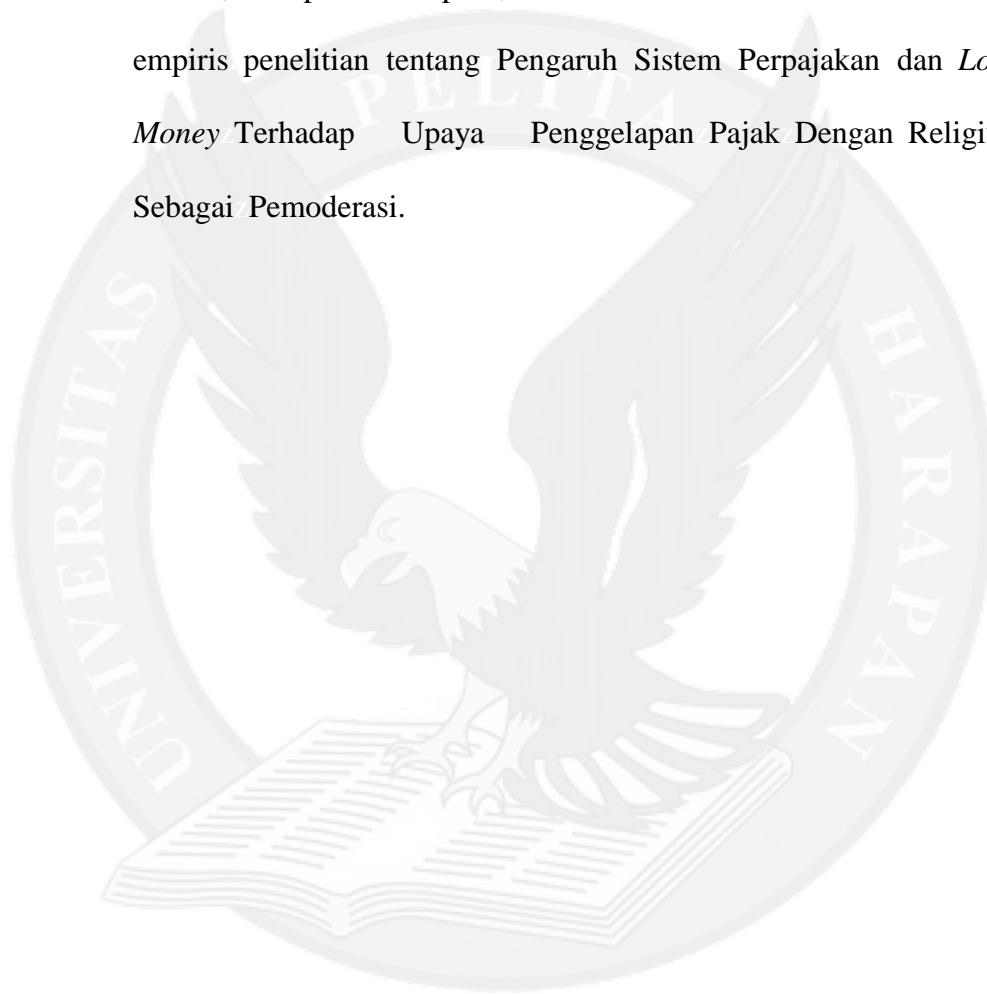 empiris penelitian tentang Pengaruh Sistem Perpajakan dan Lo
Money Terhadap Upaya Penggelapan Pajak Dengan Religi
Sebagai Pemoderasi.
UNIVERSITAS PELITA HARAPAN